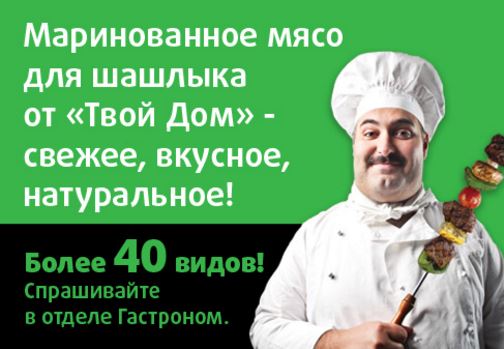 Маринованное мясо
для шашлыка
от «Твой Дом» -
свежее, вкусное,
натуральное!
Более 40 видов!
Спрашивайте
в отделе Гастроном.